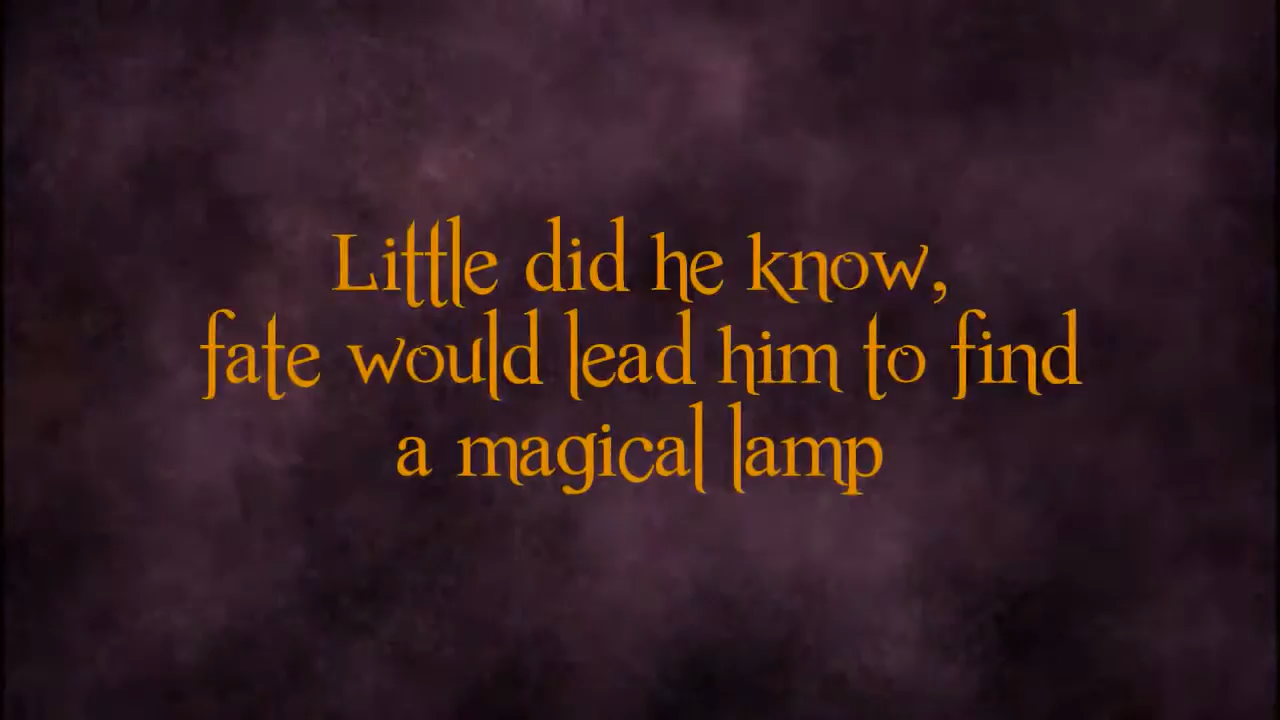 Little did he know,
fate would lead him to find
a magical lamp